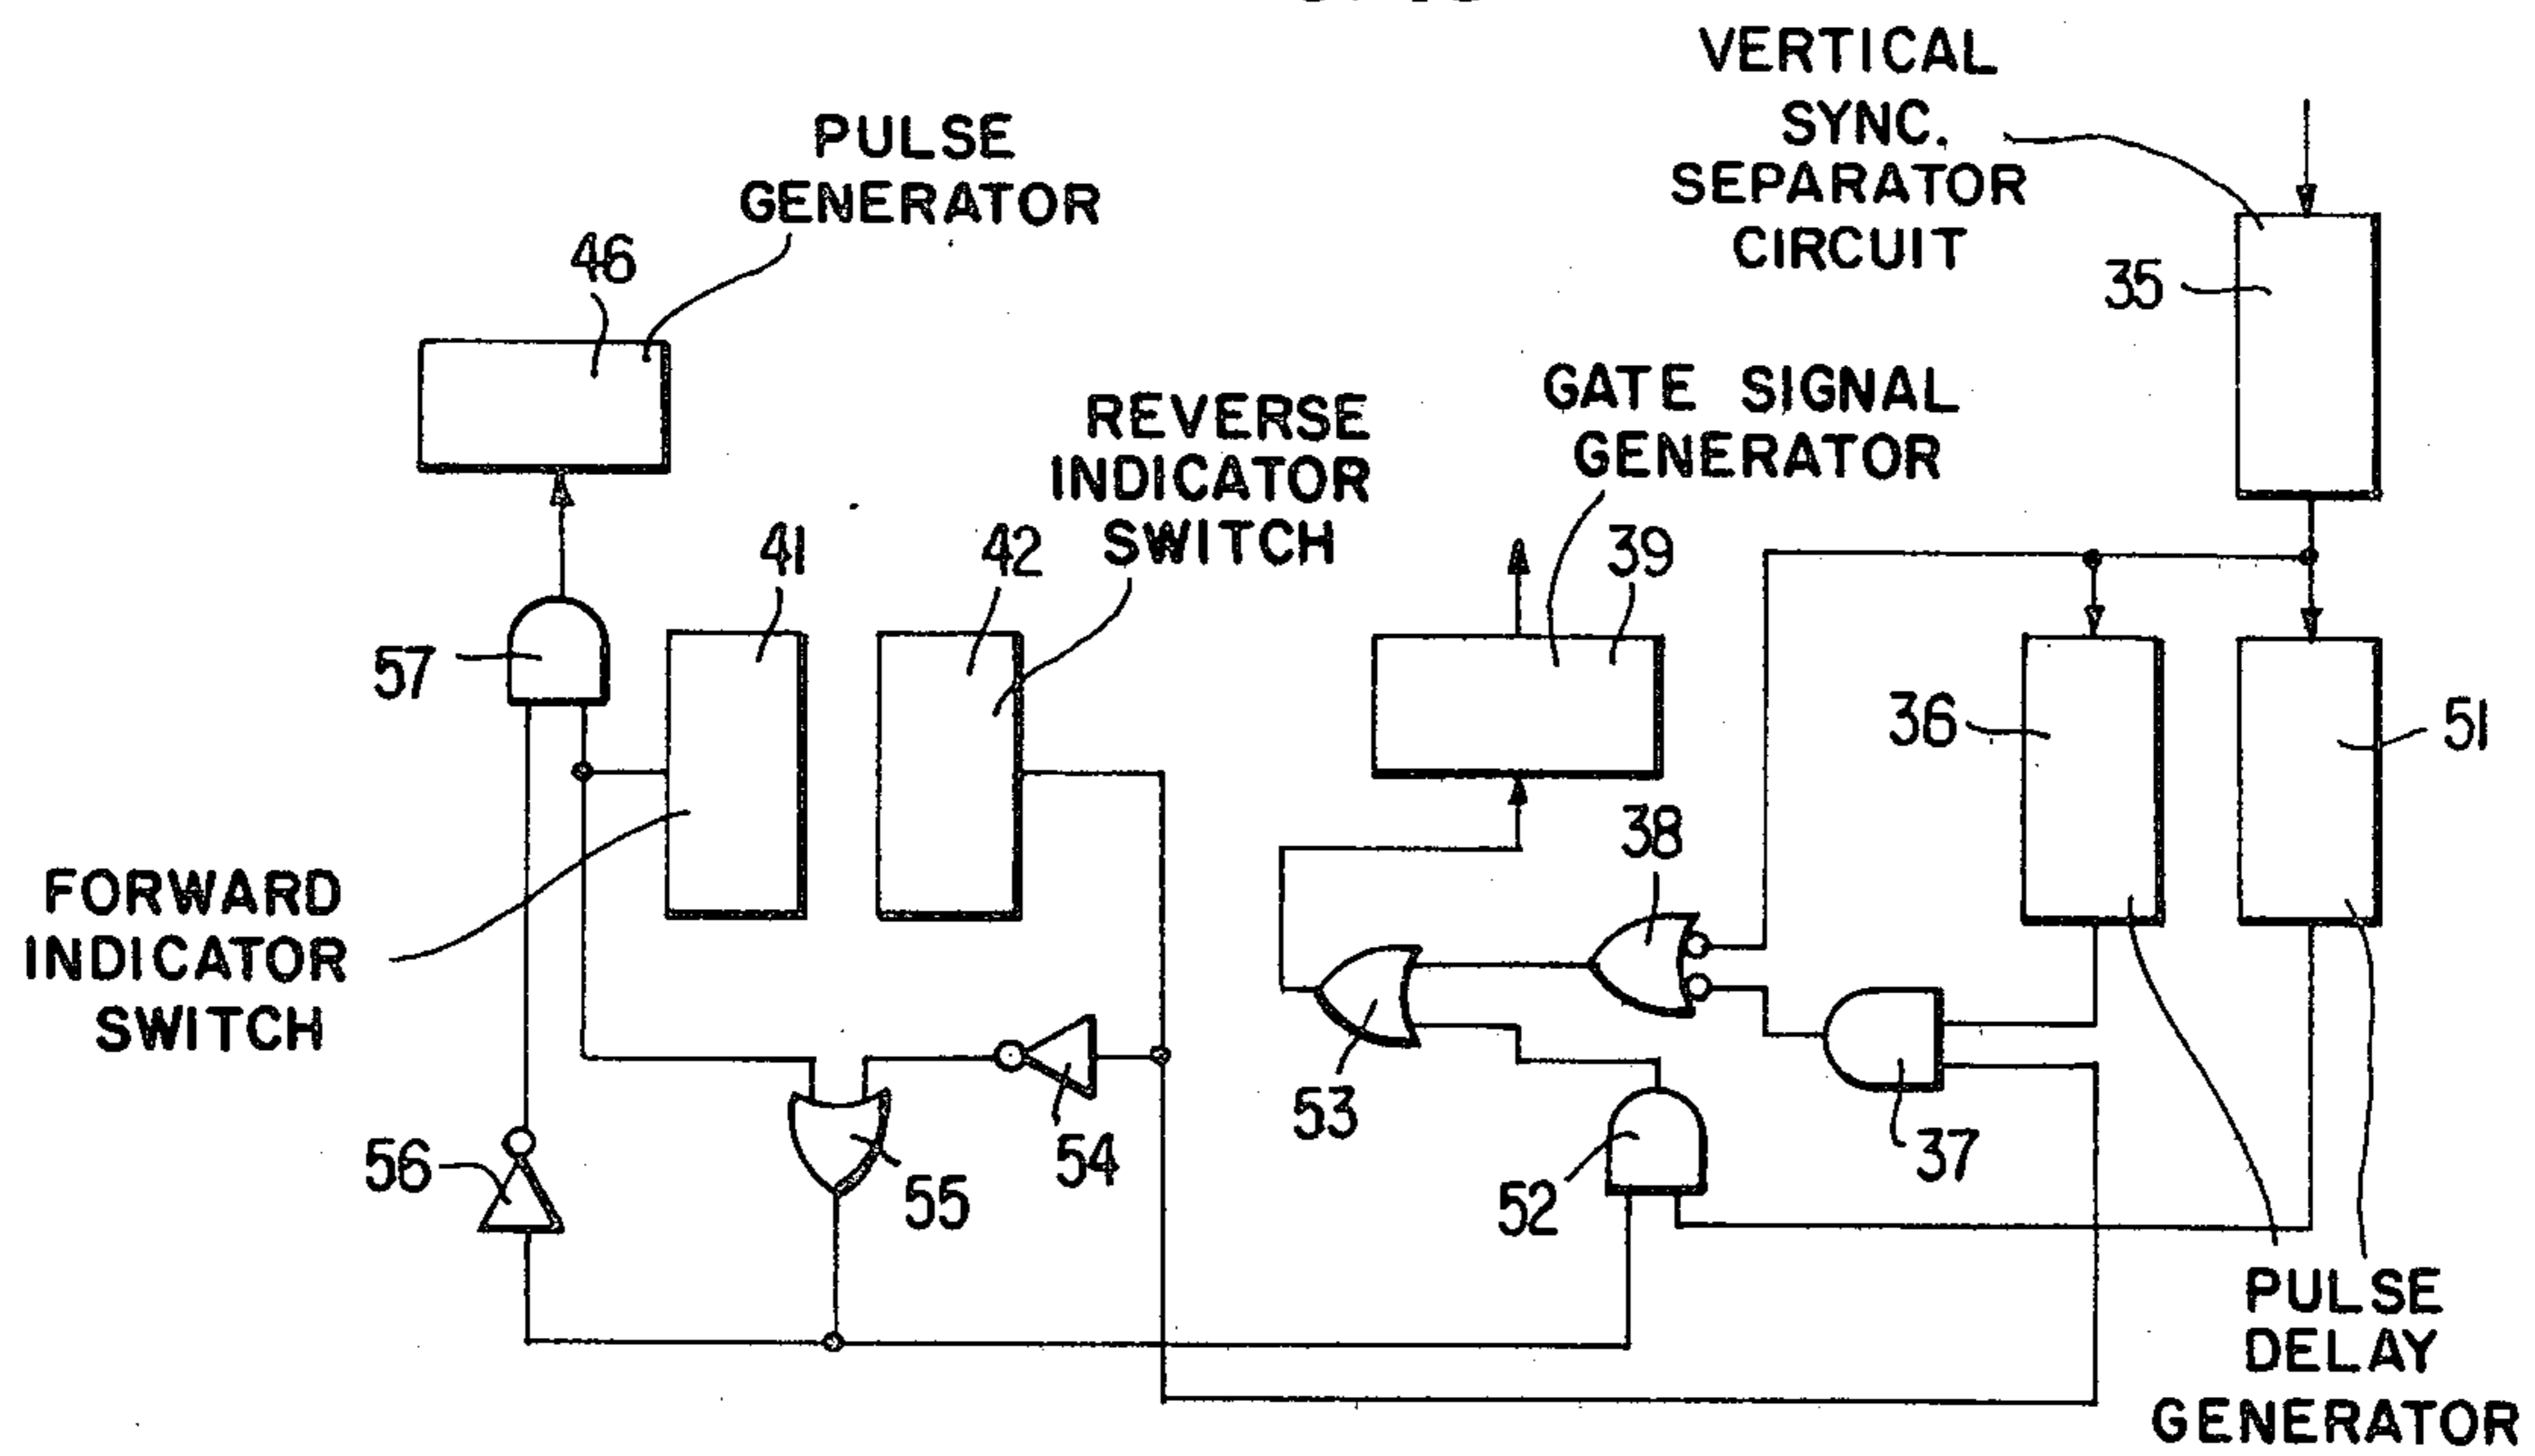 VERTICAL
SYNC.
SEPARATOR
CIRCUIT
35
PULSE
GENERATOR
46
REVERSE
INDICATOR
SWITCH
GATE SIGNAL
GENERATOR
41
42
39
57
36
51
38
FORWARD
INDICATOR
SWITCH
53
54
37
56
55
52
PULSE
DELAY
GENERATOR